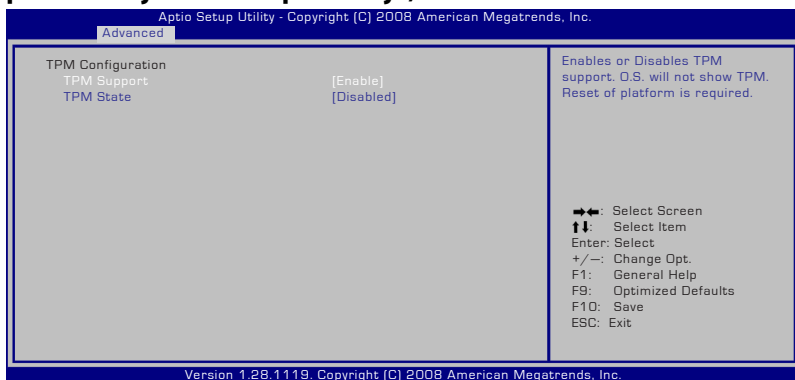 Aptio Setup Utility - Copyright (C) 2008 American Megatrends, Inc.
Advanced
TPM Configuration
TPM Support [Enable]
TPM State [Disabled]
Enables or Disables TPM
support. O.S. will not show TPM.
Reset of platform is required.
→←: Select Screen
↑↓: Select Item
Enter: Select
+/—: Change Opt.
F1: General Help
F9: Optimized Defaults
F10: Save
ESC: Exit
Version 1.28.1119. Copyright (C) 2008 American Megatrends, Inc.